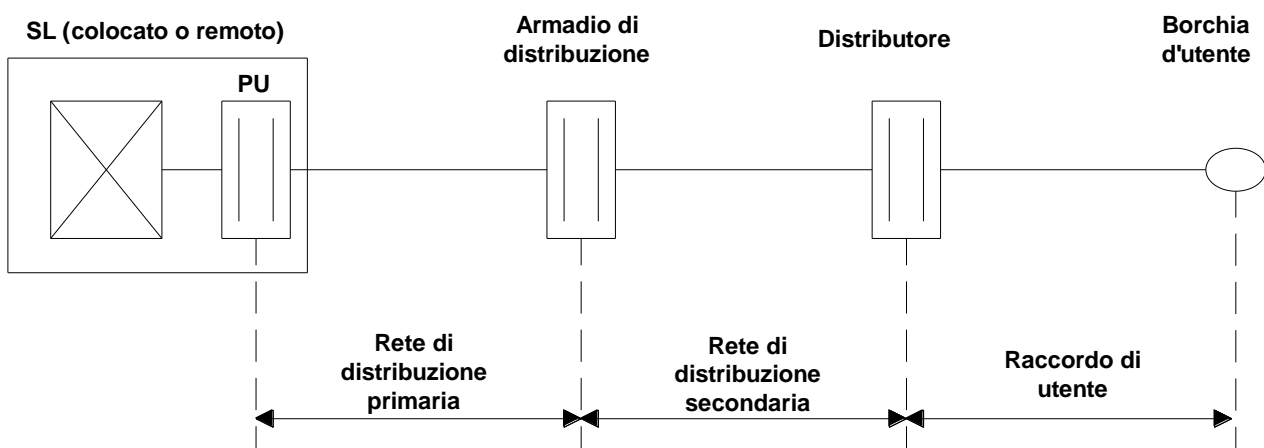 SL (colocato o remoto)
PU
Armadio di
distribuzione
Distributore
Borchia
d'utente
Rete di
distribuzione
primaria
Rete di
distribuzione
secondaria
Raccordo di
utente